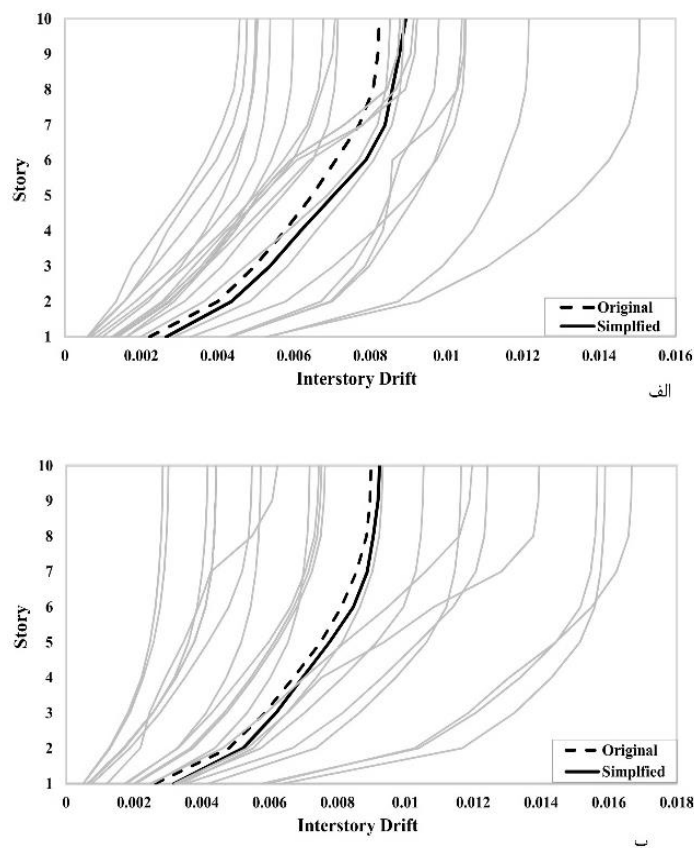 10
9
8
7
6
5
4
3
2
1
Story
0 0.002 0.004 0.006 0.008 0.01 0.012 0.014 0.016
Interstory Drift
Original
Simplfied
الف
10
9
8
7
6
5
4
3
2
1
Story
0 0.002 0.004 0.006 0.008 0.01 0.012 0.014 0.016 0.018
Interstory Drift
Original
Simplfied
ب